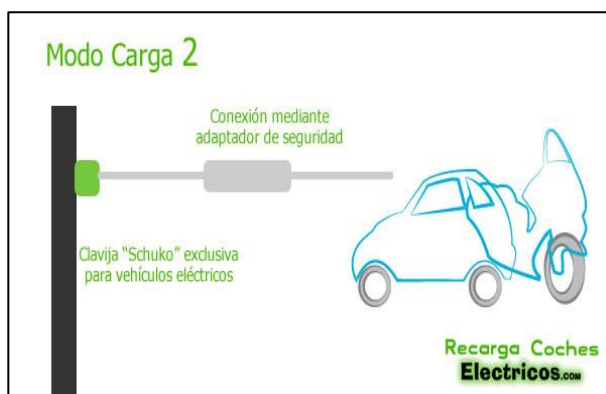 Modo Carga 2
Conexión mediante
adaptador de seguridad
Clavija “Schuko” exclusiva
para vehículos eléctricos
Recarga Coches
Electricos.com